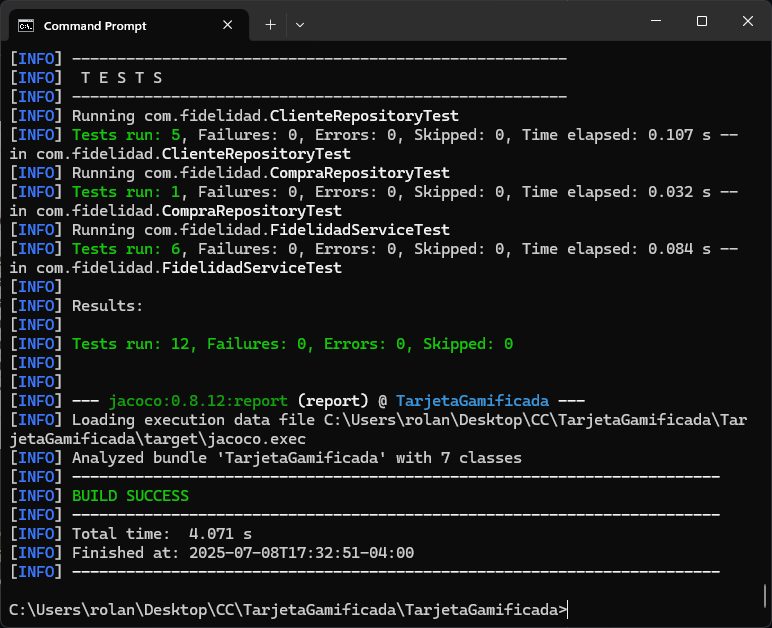 Command Prompt
[INFO] -------------------------------------------------------
[INFO]  T E S T S
[INFO] -------------------------------------------------------
[INFO] Running com.fidelidad.ClienteRepositoryTest
[INFO] Tests run: 5, Failures: 0, Errors: 0, Skipped: 0, Time elapsed: 0.107 s --
in com.fidelidad.ClienteRepositoryTest
[INFO] Running com.fidelidad.CompraRepositoryTest
[INFO] Tests run: 1, Failures: 0, Errors: 0, Skipped: 0, Time elapsed: 0.032 s --
in com.fidelidad.CompraRepositoryTest
[INFO] Running com.fidelidad.FidelidadServiceTest
[INFO] Tests run: 6, Failures: 0, Errors: 0, Skipped: 0, Time elapsed: 0.084 s --
in com.fidelidad.FidelidadServiceTest
[INFO]
[INFO] Results:
[INFO]
[INFO] Tests run: 12, Failures: 0, Errors: 0, Skipped: 0
[INFO]
[INFO]
[INFO] --- jacoco:0.8.12:report (report) @ TarjetaGamificada ---
[INFO] Loading execution data file C:\Users\rolan\Desktop\CC\TarjetaGamificada\Tar
jetaGamificada\target\jacoco.exec
[INFO] Analyzed bundle 'TarjetaGamificada' with 7 classes
[INFO] ------------------------------------------------------------------------
[INFO] BUILD SUCCESS
[INFO] ------------------------------------------------------------------------
[INFO] Total time:  4.071 s
[INFO] Finished at: 2025-07-08T17:32:51-04:00
[INFO] ------------------------------------------------------------------------
C:\Users\rolan\Desktop\CC\TarjetaGamificada\TarjetaGamificada>